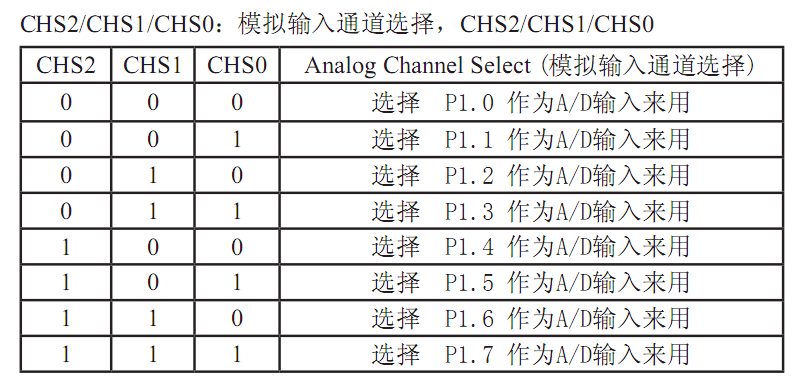 CHS2/CHS1/CHS0：模拟输入通道选择，CHS2/CHS1/CHS0
CHS2 CHS1 CHS0 Analog Channel Select (模拟输入通道选择)
0 0 0 选择 P1.0 作为A/D输入来用
0 0 1 选择 P1.1 作为A/D输入来用
0 1 0 选择 P1.2 作为A/D输入来用
0 1 1 选择 P1.3 作为A/D输入来用
1 0 0 选择 P1.4 作为A/D输入来用
1 0 1 选择 P1.5 作为A/D输入来用
1 1 0 选择 P1.6 作为A/D输入来用
1 1 1 选择 P1.7 作为A/D输入来用